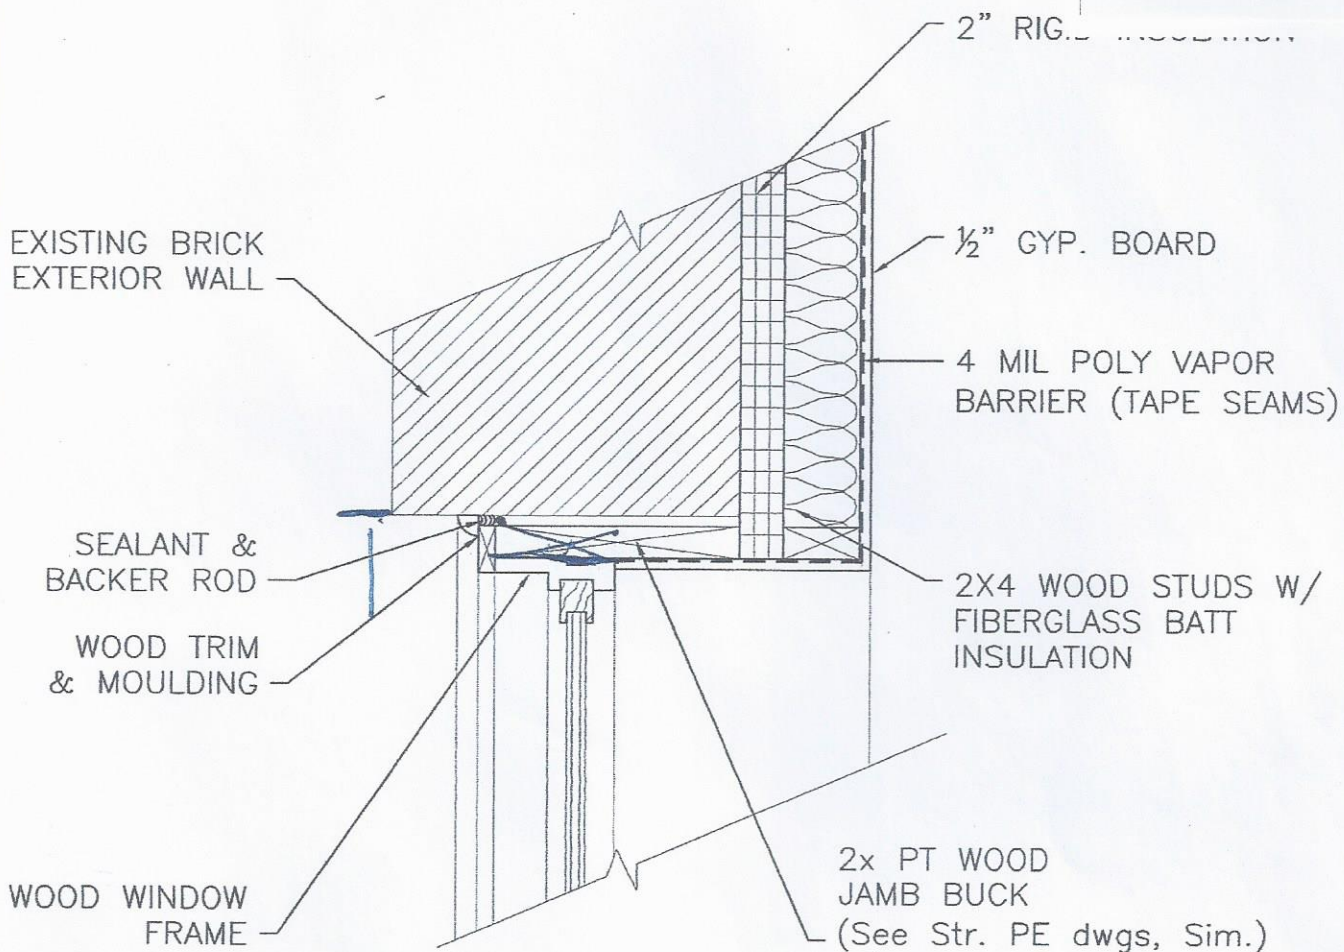 2"
EXISTING BRICK
EXTERIOR WALL
½" GYP. BOARD
4 MIL POLY VAPOR
BARRIER (TAPE SEAMS)
SEALANT &
BACKER ROD
2X4 WOOD STUDS W/
FIBERGLASS BATT
INSULATION
WOOD TRIM
& MOULDING
WOOD WINDOW
FRAME
2x PT WOOD
JAMB BUCK
(See Str. PE dwgs, Sim.)